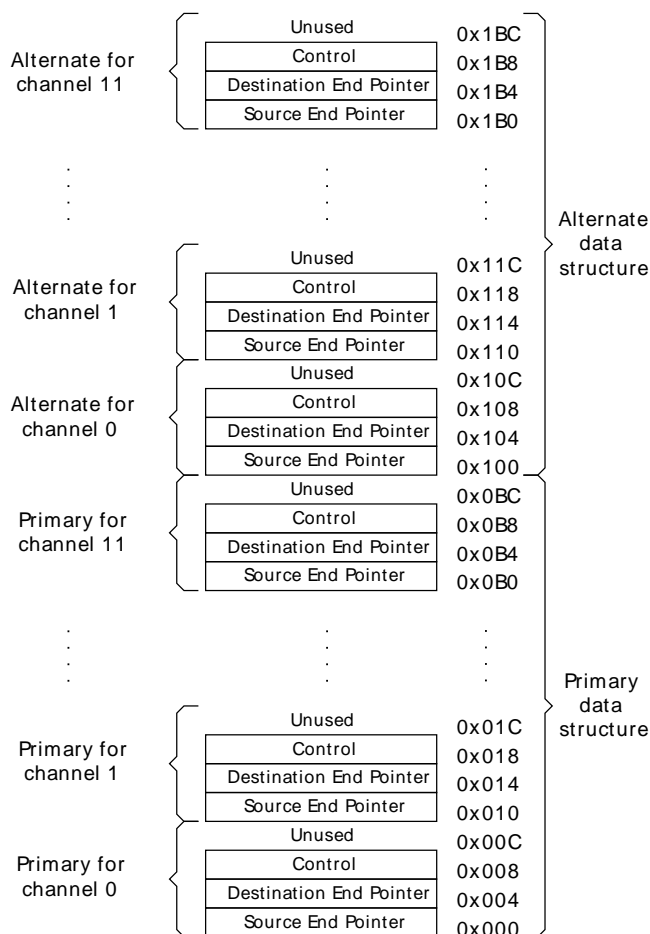 Unused 0x1BC
Alternate for channel 11
Control 0x1B8
Destination End Pointer 0x1B4
Source End Pointer 0x1B0
Alternate data structure
Unused 0x11C
Alternate for channel 1
Control 0x118
Destination End Pointer 0x114
Source End Pointer 0x110
Unused 0x10C
Alternate for channel 0
Control 0x108
Destination End Pointer 0x104
Source End Pointer 0x100
Unused 0x0BC
Primary for channel 11
Control 0x0B8
Destination End Pointer 0x0B4
Source End Pointer 0x0B0
Primary data structure
Unused 0x01C
Primary for channel 1
Control 0x018
Destination End Pointer 0x014
Source End Pointer 0x010
Unused 0x00C
Primary for channel 0
Control 0x008
Destination End Pointer 0x004
Source End Pointer 0x000